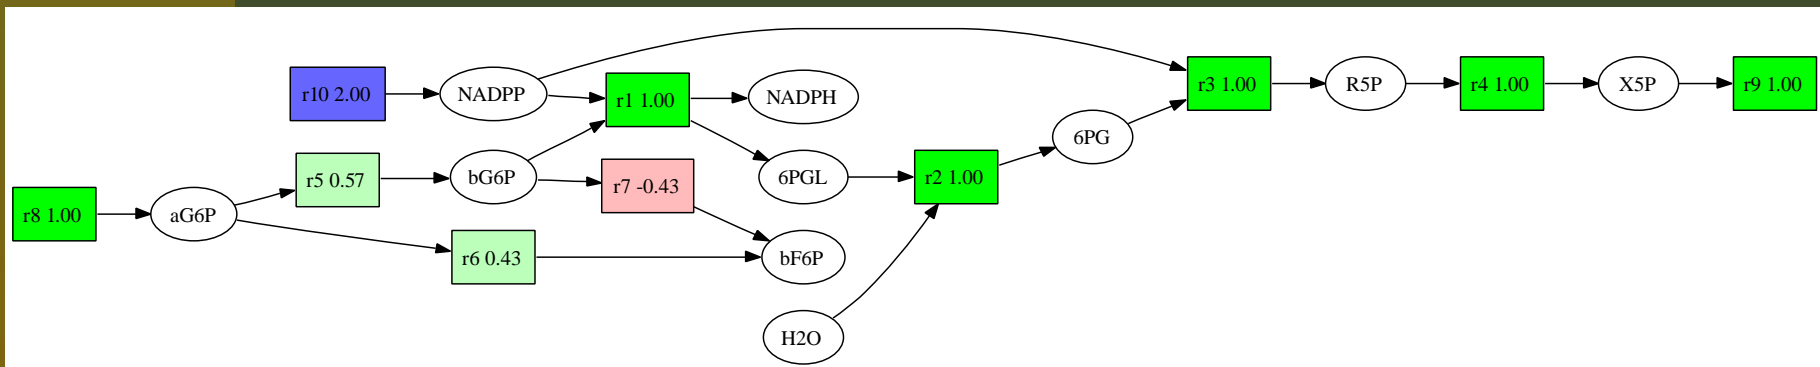 r10 2.00
NADPP
r1 1.00
NADPH
r3 1.00
R5P
r4 1.00
X5P
r9 1.00
6PG
r8 1.00
aG6P
r5 0.57
bG6P
r7 -0.43
6PGL
r2 1.00
r6 0.43
bF6P
H2O